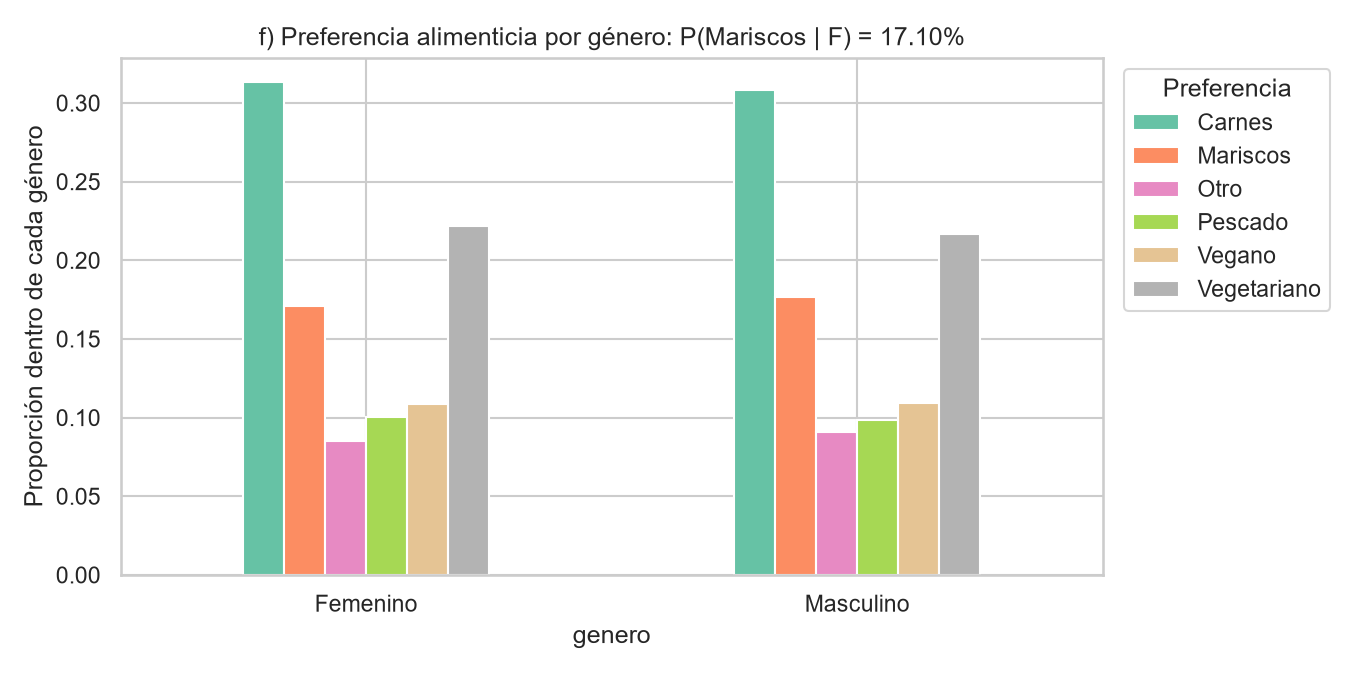 f) Preferencia alimenticia por género: P(Mariscos | F) = 17.10%
Proporción dentro de cada género
0.30
0.25
0.20
0.15
0.10
0.05
0.00
Femenino
Masculino
genero
Preferencia
Carnes
Mariscos
Otro
Pescado
Vegano
Vegetariano